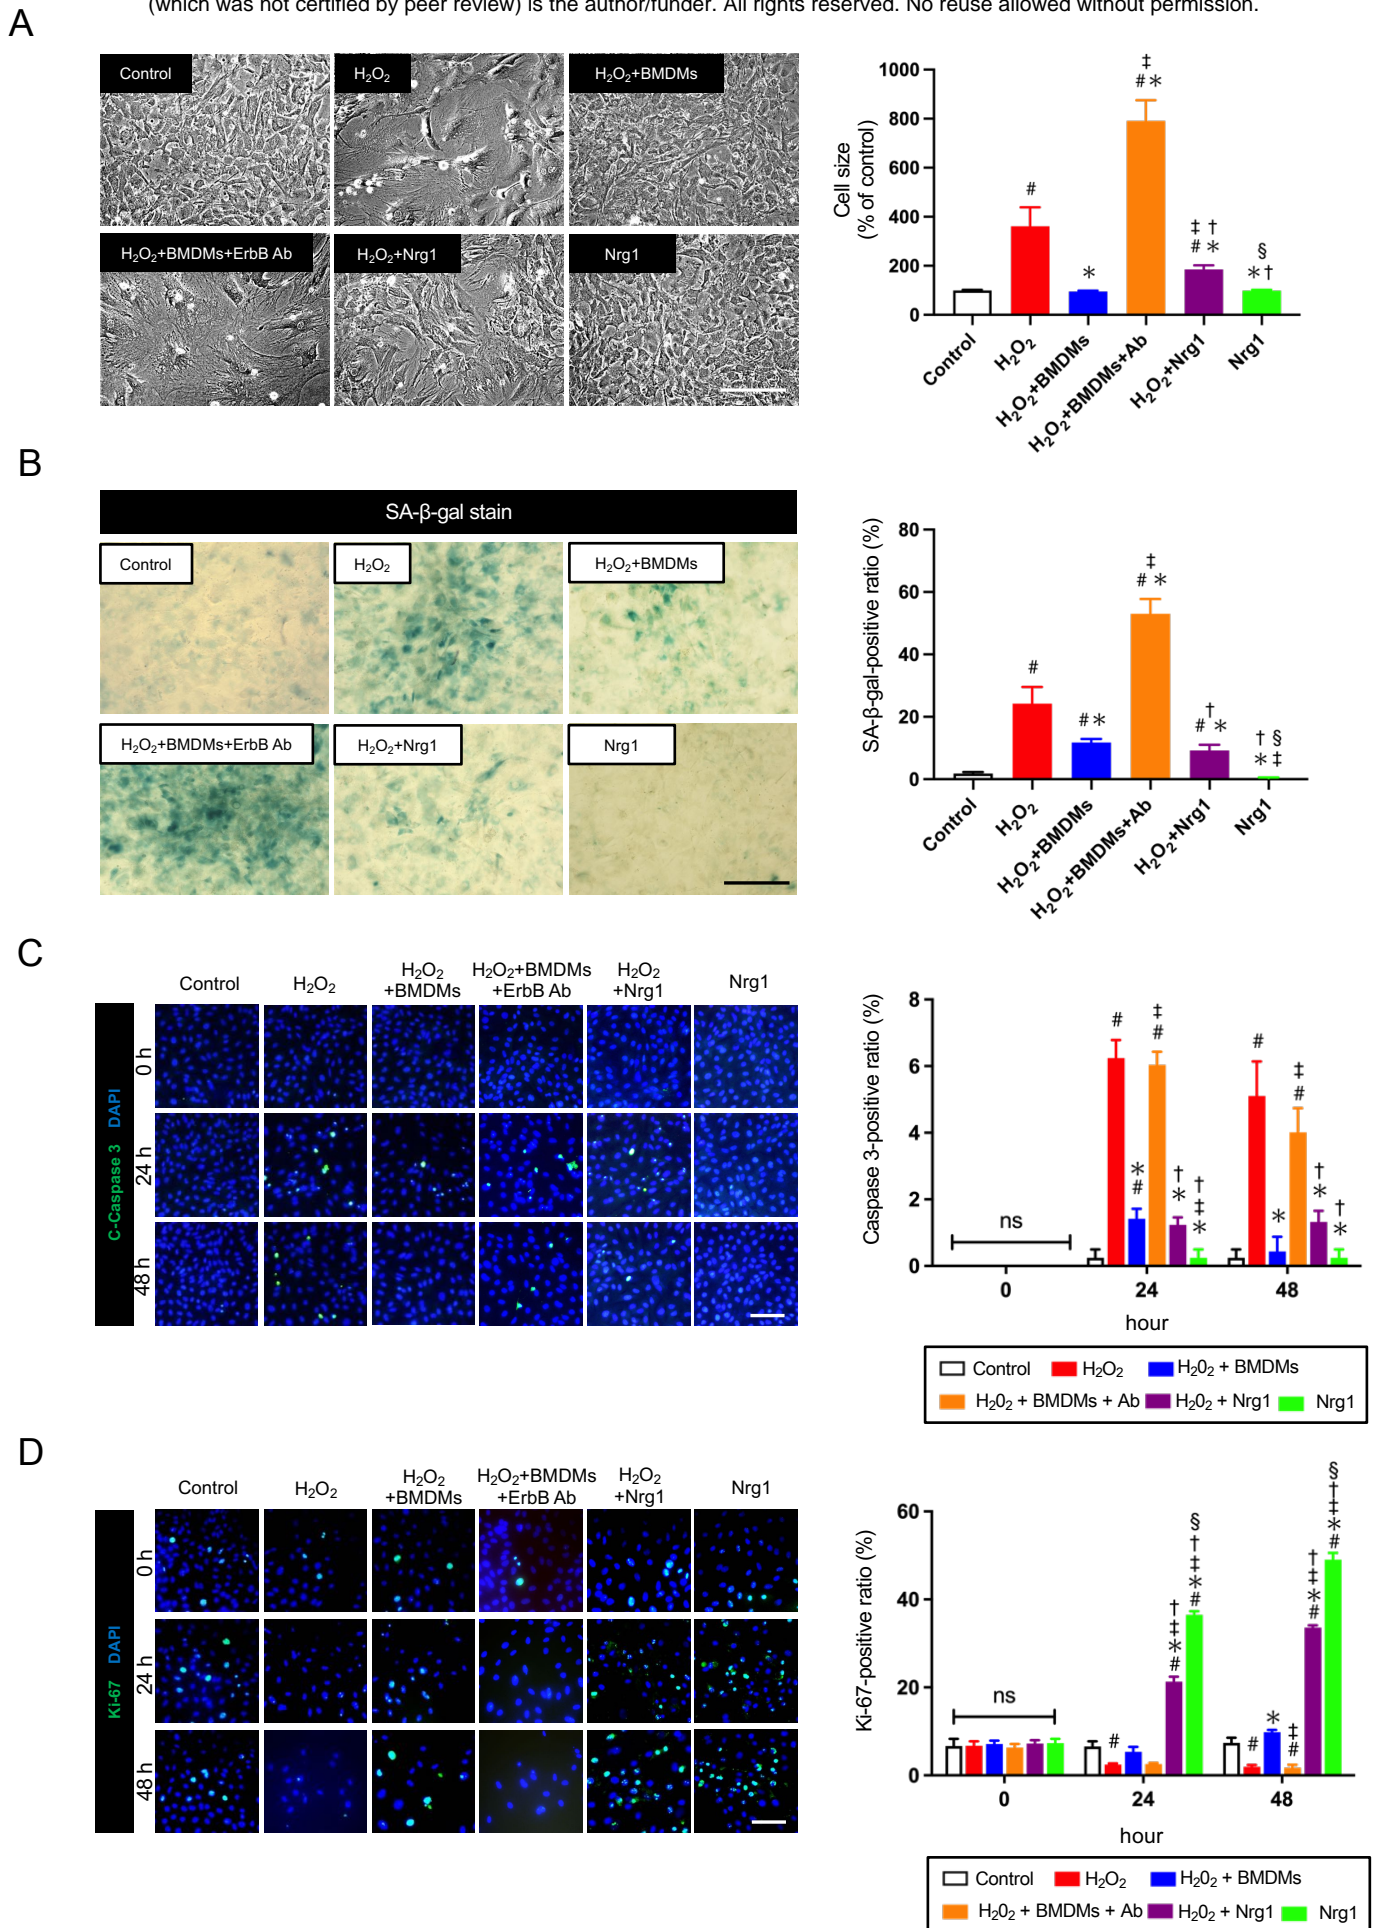 (which was not certified by peer review) is the author/funder. All rights reserved. No reuse allowed without permission.
A
Control
H₂O₂
H₂O₂+BMDMs
H₂O₂+BMDMs+ErbB Ab
H₂O₂+Nrg1
Nrg1
Cell size
(% of control)
1000
800
600
400
200
0
#
*
‡
#*
‡ †
# *
§
*†
Control
H₂O₂
H₂O₂+BMDMs
H₂O₂+BMDMs+Ab
H₂O₂+Nrg1
Nrg1
B
SA-β-gal stain
Control
H₂O₂
H₂O₂+BMDMs
H₂O₂+BMDMs+ErbB Ab
H₂O₂+Nrg1
Nrg1
SA-β-gal-positive ratio (%)
80
60
40
20
0
#
#*
‡
# *
†
# *
† §
* ‡
Control
H₂O₂
H₂O₂+BMDMs
H₂O₂+BMDMs+Ab
H₂O₂+Nrg1
Nrg1
C
Control
H₂O₂
H₂O₂
+BMDMs
H₂O₂+BMDMs
+ErbB Ab
H₂O₂
+Nrg1
Nrg1
C-Caspase 3 DAPI
0 h
24 h
48 h
Caspase 3-positive ratio (%)
8
6
4
2
0
ns
#
*
#
‡
#
†
*
†
‡
*
#
*
‡
#
†
*
†
*
0
24
48
hour
Control
H₂O₂
H₂0₂ + BMDMs
H₂0₂ + BMDMs + Ab
H₂0₂ + Nrg1
Nrg1
D
Control
H₂O₂
H₂O₂
+BMDMs
H₂O₂+BMDMs
+ErbB Ab
H₂O₂
+Nrg1
Nrg1
Ki-67 DAPI
0 h
24 h
48 h
Ki-67-positive ratio (%)
60
40
20
0
ns
#
†
‡
*
#
§
†
‡
*
#
#
*
‡
#
†
‡
*
#
§
†
‡
*
#
0
24
48
hour
Control
H₂O₂
H₂0₂ + BMDMs
H₂0₂ + BMDMs + Ab
H₂0₂ + Nrg1
Nrg1